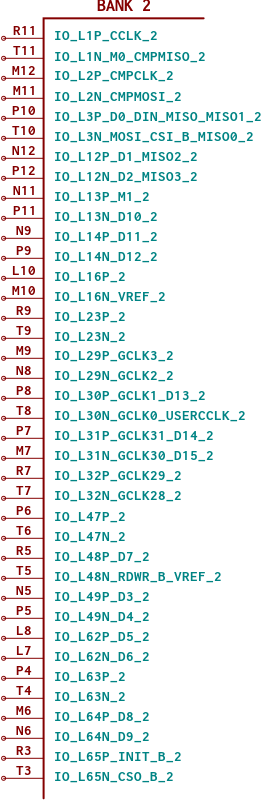 BANK 2
R11 IO_L1P_CCLK_2
T11 IO_L1N_M0_CMPMISO_2
M12 IO_L2P_CMPCLK_2
M11 IO_L2N_CMPMOSI_2
P10 IO_L3P_D0_DIN_MISO_MISO1_2
T10 IO_L3N_MOSI_CSI_B_MISO0_2
N12 IO_L12P_D1_MISO2_2
P12 IO_L12N_D2_MISO3_2
N11 IO_L13P_M1_2
P11 IO_L13N_D10_2
N9 IO_L14P_D11_2
P9 IO_L14N_D12_2
L10 IO_L16P_2
M10 IO_L16N_VREF_2
R9 IO_L23P_2
T9 IO_L23N_2
M9 IO_L29P_GCLK3_2
N8 IO_L29N_GCLK2_2
P8 IO_L30P_GCLK1_D13_2
T8 IO_L30N_GCLK0_USERCCLK_2
P7 IO_L31P_GCLK31_D14_2
M7 IO_L31N_GCLK30_D15_2
R7 IO_L32P_GCLK29_2
T7 IO_L32N_GCLK28_2
P6 IO_L47P_2
T6 IO_L47N_2
R5 IO_L48P_D7_2
T5 IO_L48N_RDWR_B_VREF_2
N5 IO_L49P_D3_2
P5 IO_L49N_D4_2
L8 IO_L62P_D5_2
L7 IO_L62N_D6_2
P4 IO_L63P_2
T4 IO_L63N_2
M6 IO_L64P_D8_2
N6 IO_L64N_D9_2
R3 IO_L65P_INIT_B_2
T3 IO_L65N_CSO_B_2